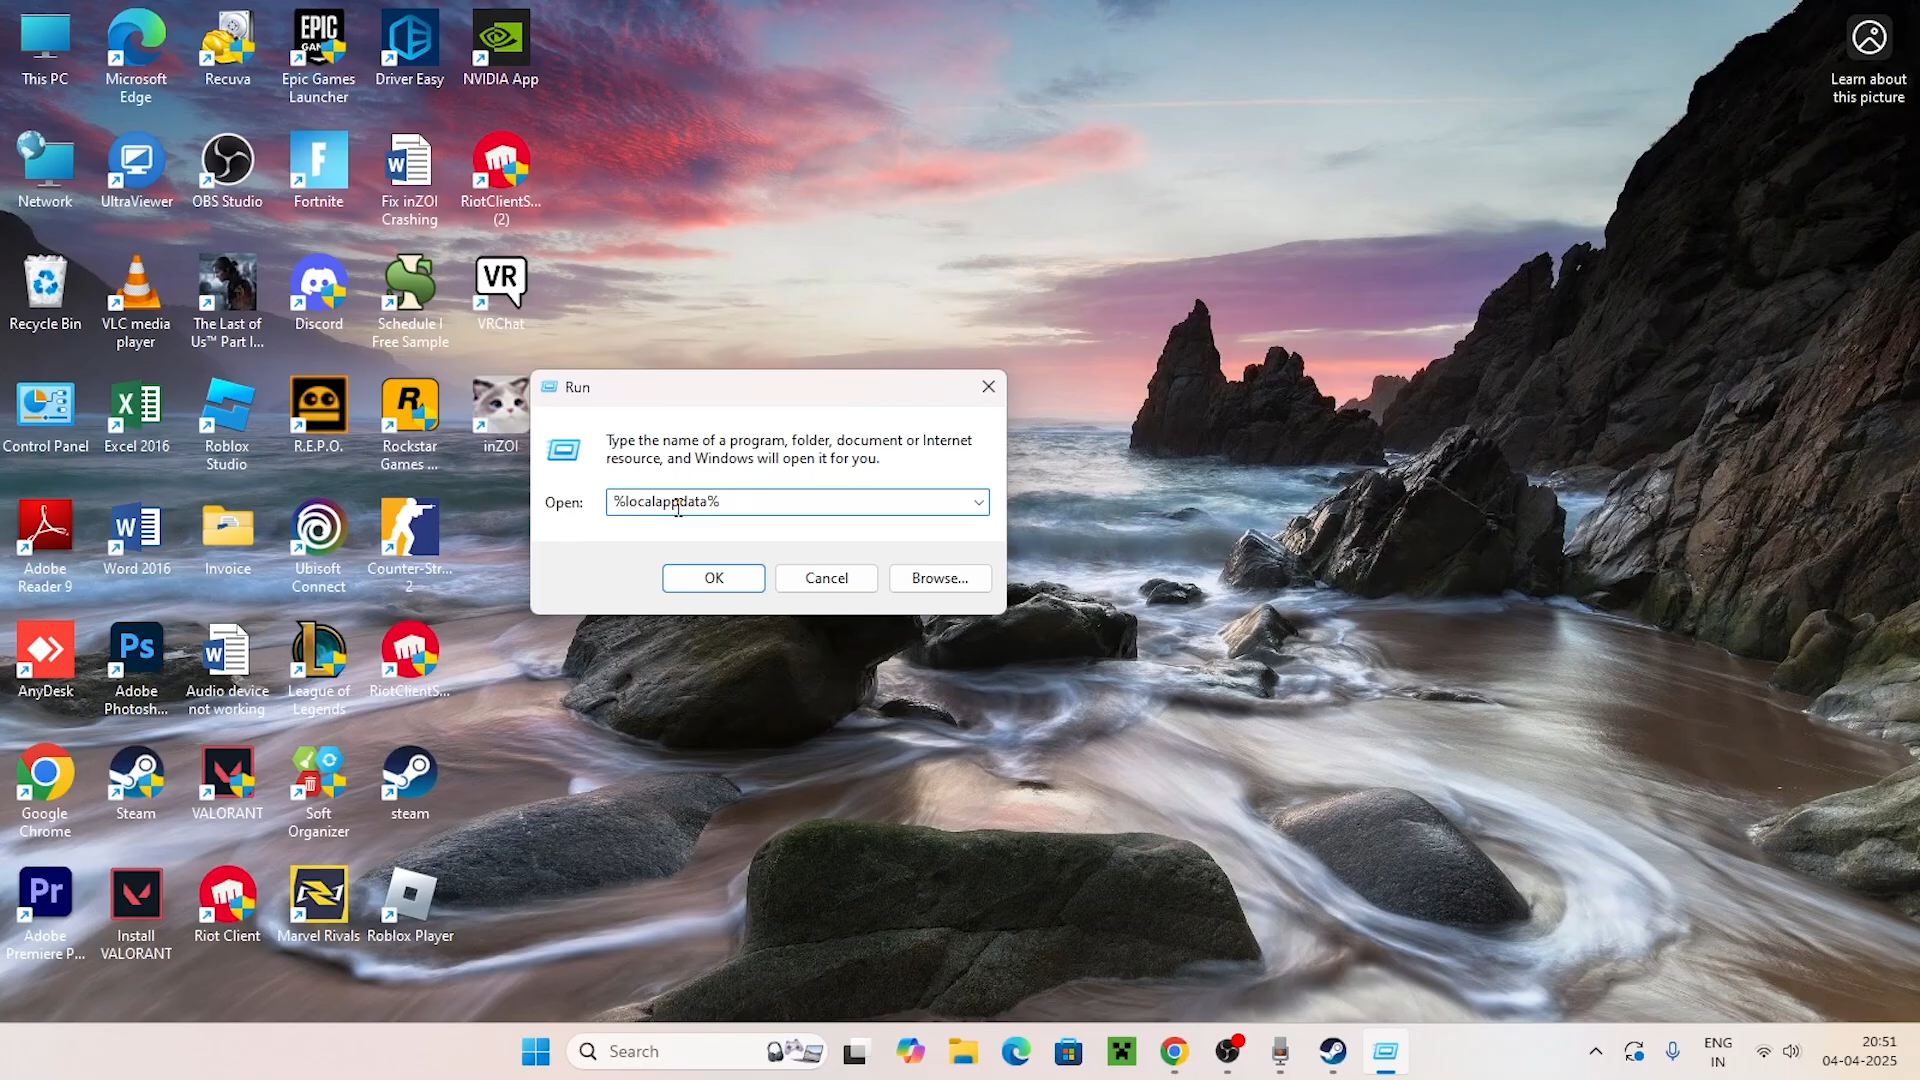 This PC
Microsoft
Edge
Recuva
EPIC
GAMES
Epic Games
Launcher
Driver Easy
NVIDIA App
Learn about
this picture
Network
UltraViewer
OBS Studio
F
Fortnite
W
Fix inZOI
Crashing
RiotClientS...
(2)
Recycle Bin
VLC media
player
The Last of
Us™ Part I...
Discord
Schedule I
Free Sample
VR
VRChat
Control Panel
X
Excel 2016
Roblox
Studio
R.E.P.O.
R
Rockstar
Games ...
inZOI
Run
Type the name of a program, folder, document or Internet
resource, and Windows will open it for you.
Open:
%localappdata%
OK
Cancel
Browse...
Adobe
Reader 9
W
Word 2016
Invoice
Ubisoft
Connect
Counter-Str...
2
AnyDesk
Ps
Adobe
Photosh...
W
Audio device
not working
League of
Legends
RiotClientS...
Google
Chrome
Steam
VALORANT
Soft
Organizer
steam
Pr
Adobe
Premiere P...
Install
VALORANT
Riot Client
Marvel Rivals
Roblox Player
Search
ENG
IN
20:51
04-04-2025